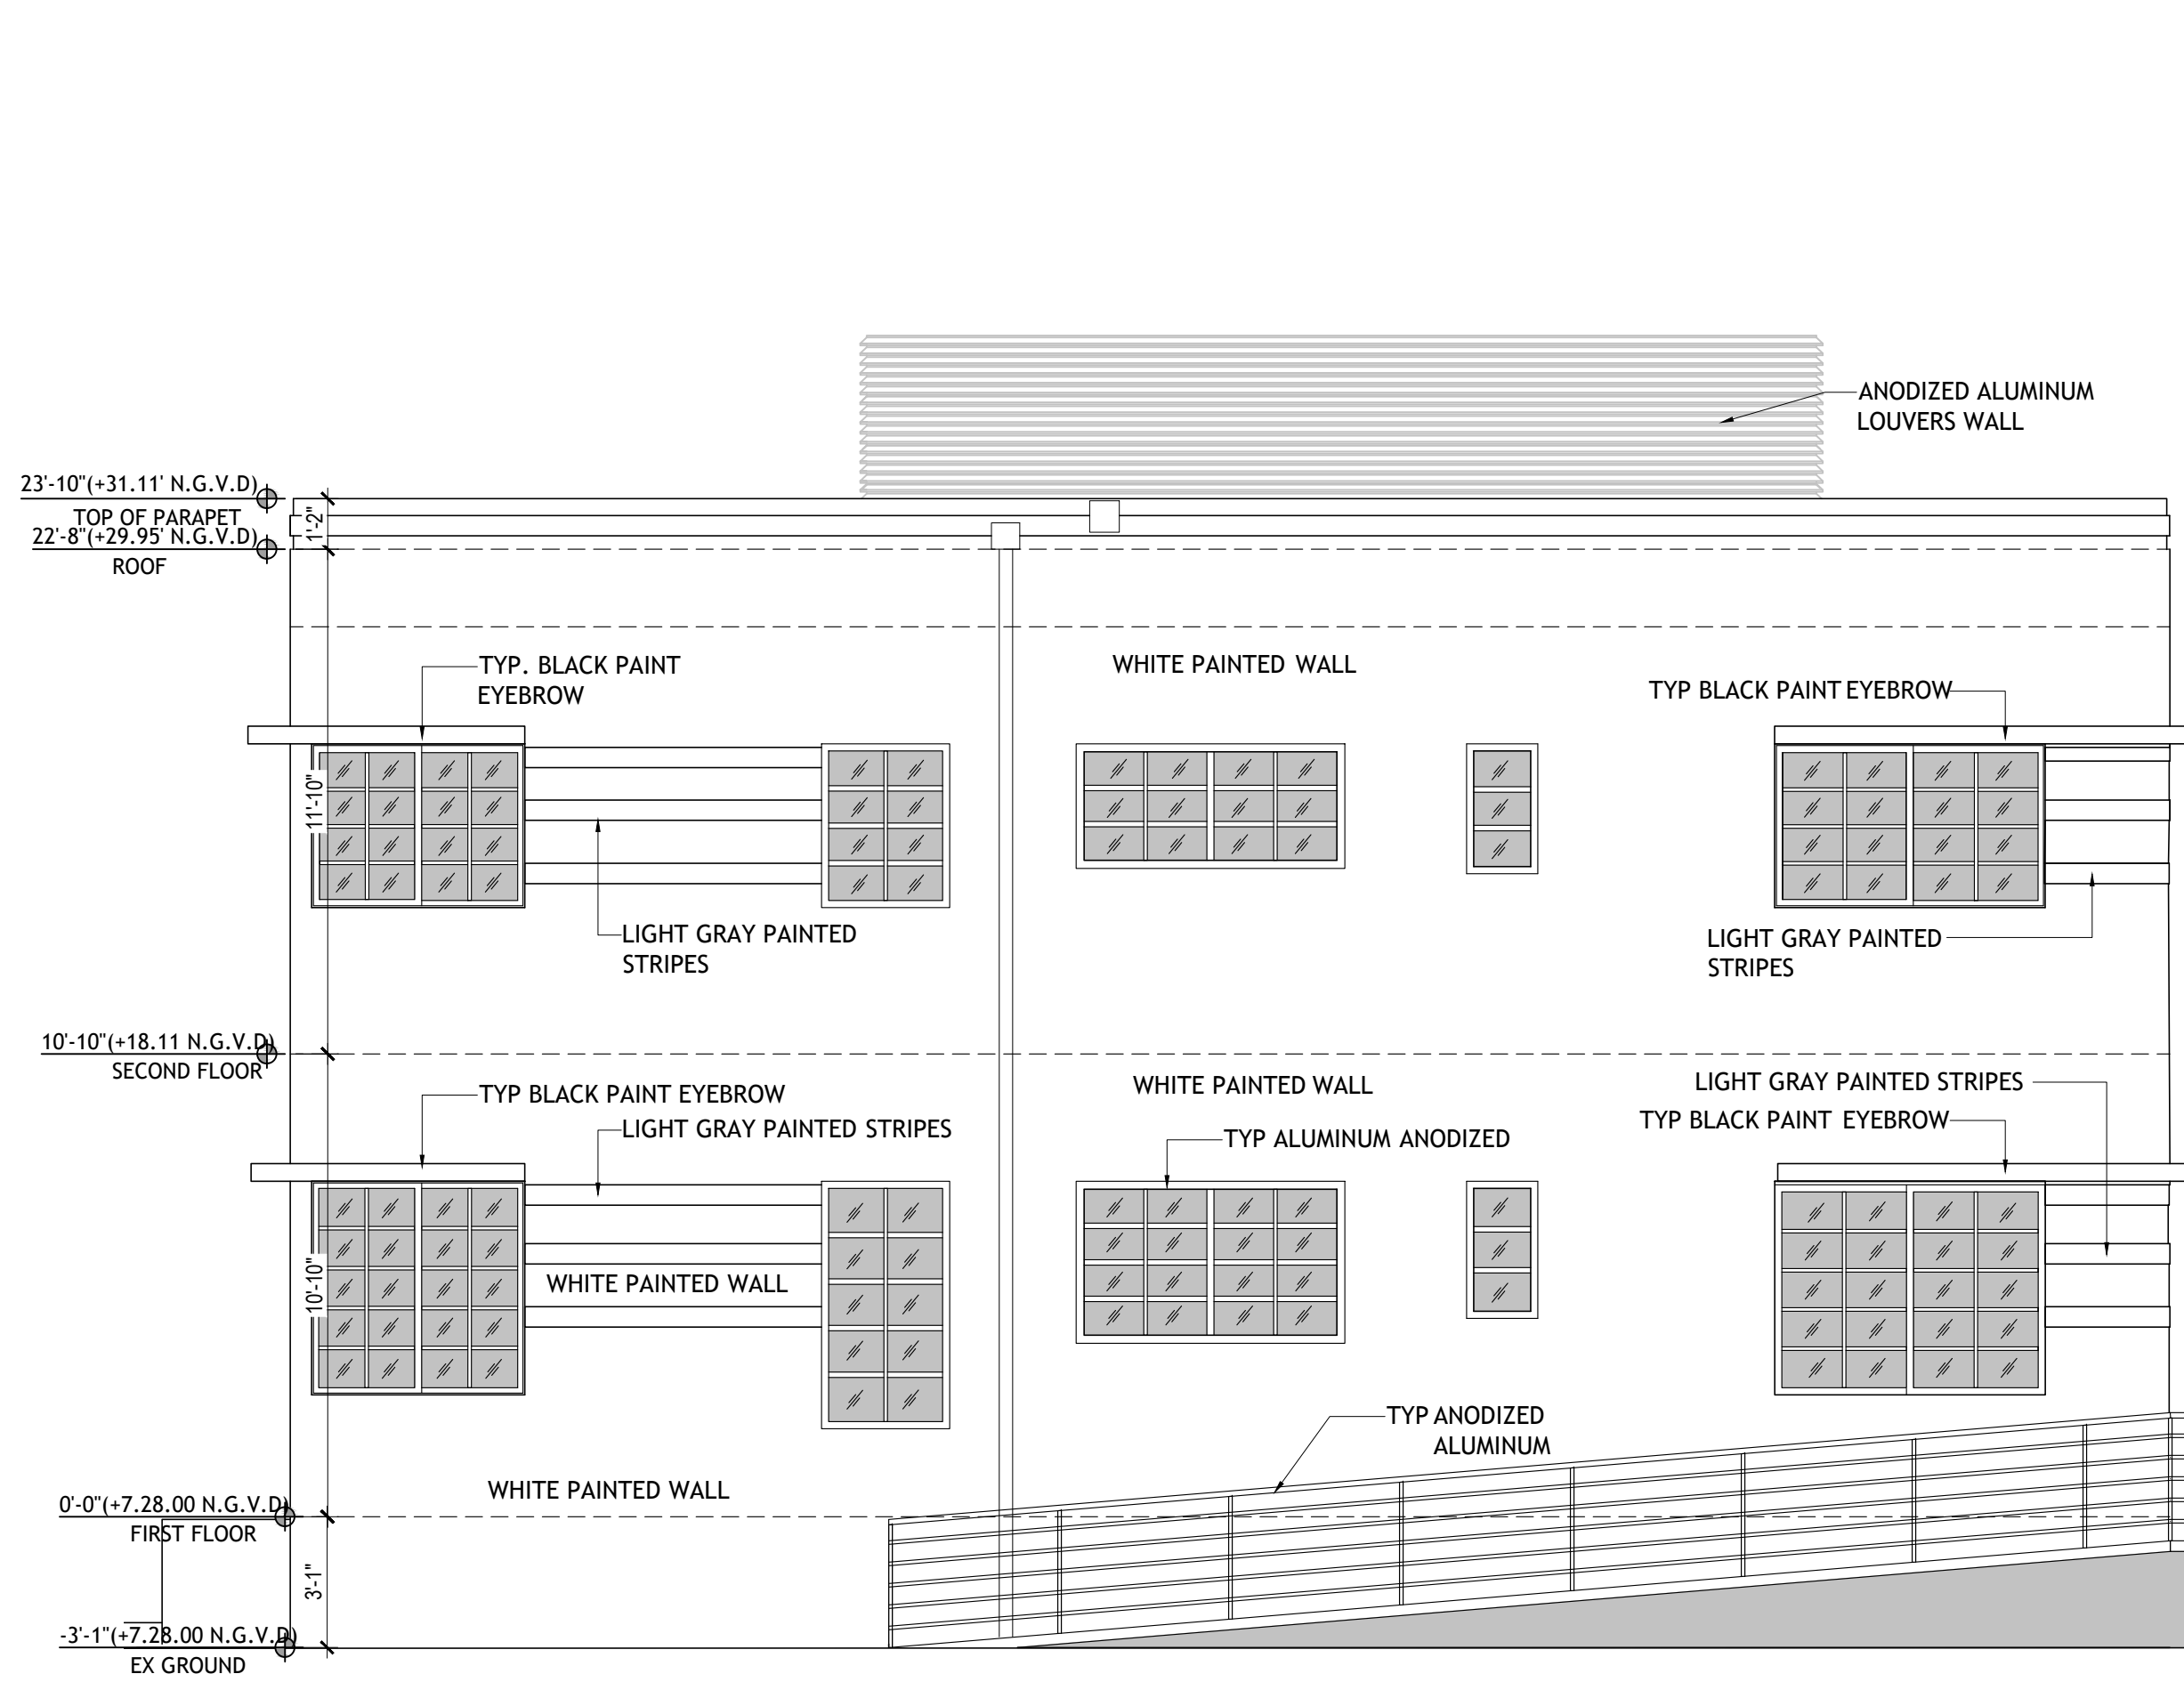 ANODIZED ALUMINUM
LOUVERS WALL
23'-10"(+31.11' N.G.V.D)
TOP OF PARAPET
1'-2"
22'-8"(+29.95' N.G.V.D)
ROOF
TYP. BLACK PAINT
EYEBROW
WHITE PAINTED WALL
TYP BLACK PAINT EYEBROW
11'-10"
LIGHT GRAY PAINTED
STRIPES
LIGHT GRAY PAINTED
STRIPES
10'-10"(+18.11 N.G.V.D)
SECOND FLOOR
TYP BLACK PAINT EYEBROW
LIGHT GRAY PAINTED STRIPES
WHITE PAINTED WALL
TYP ALUMINUM ANODIZED
LIGHT GRAY PAINTED STRIPES
TYP BLACK PAINT EYEBROW
10'-10"
WHITE PAINTED WALL
TYP ANODIZED
ALUMINUM
WHITE PAINTED WALL
0'-0"(+7.28.00 N.G.V.D)
FIRST FLOOR
3'-1"
-3'-1"(+7.28.00 N.G.V.D)
EX GROUND